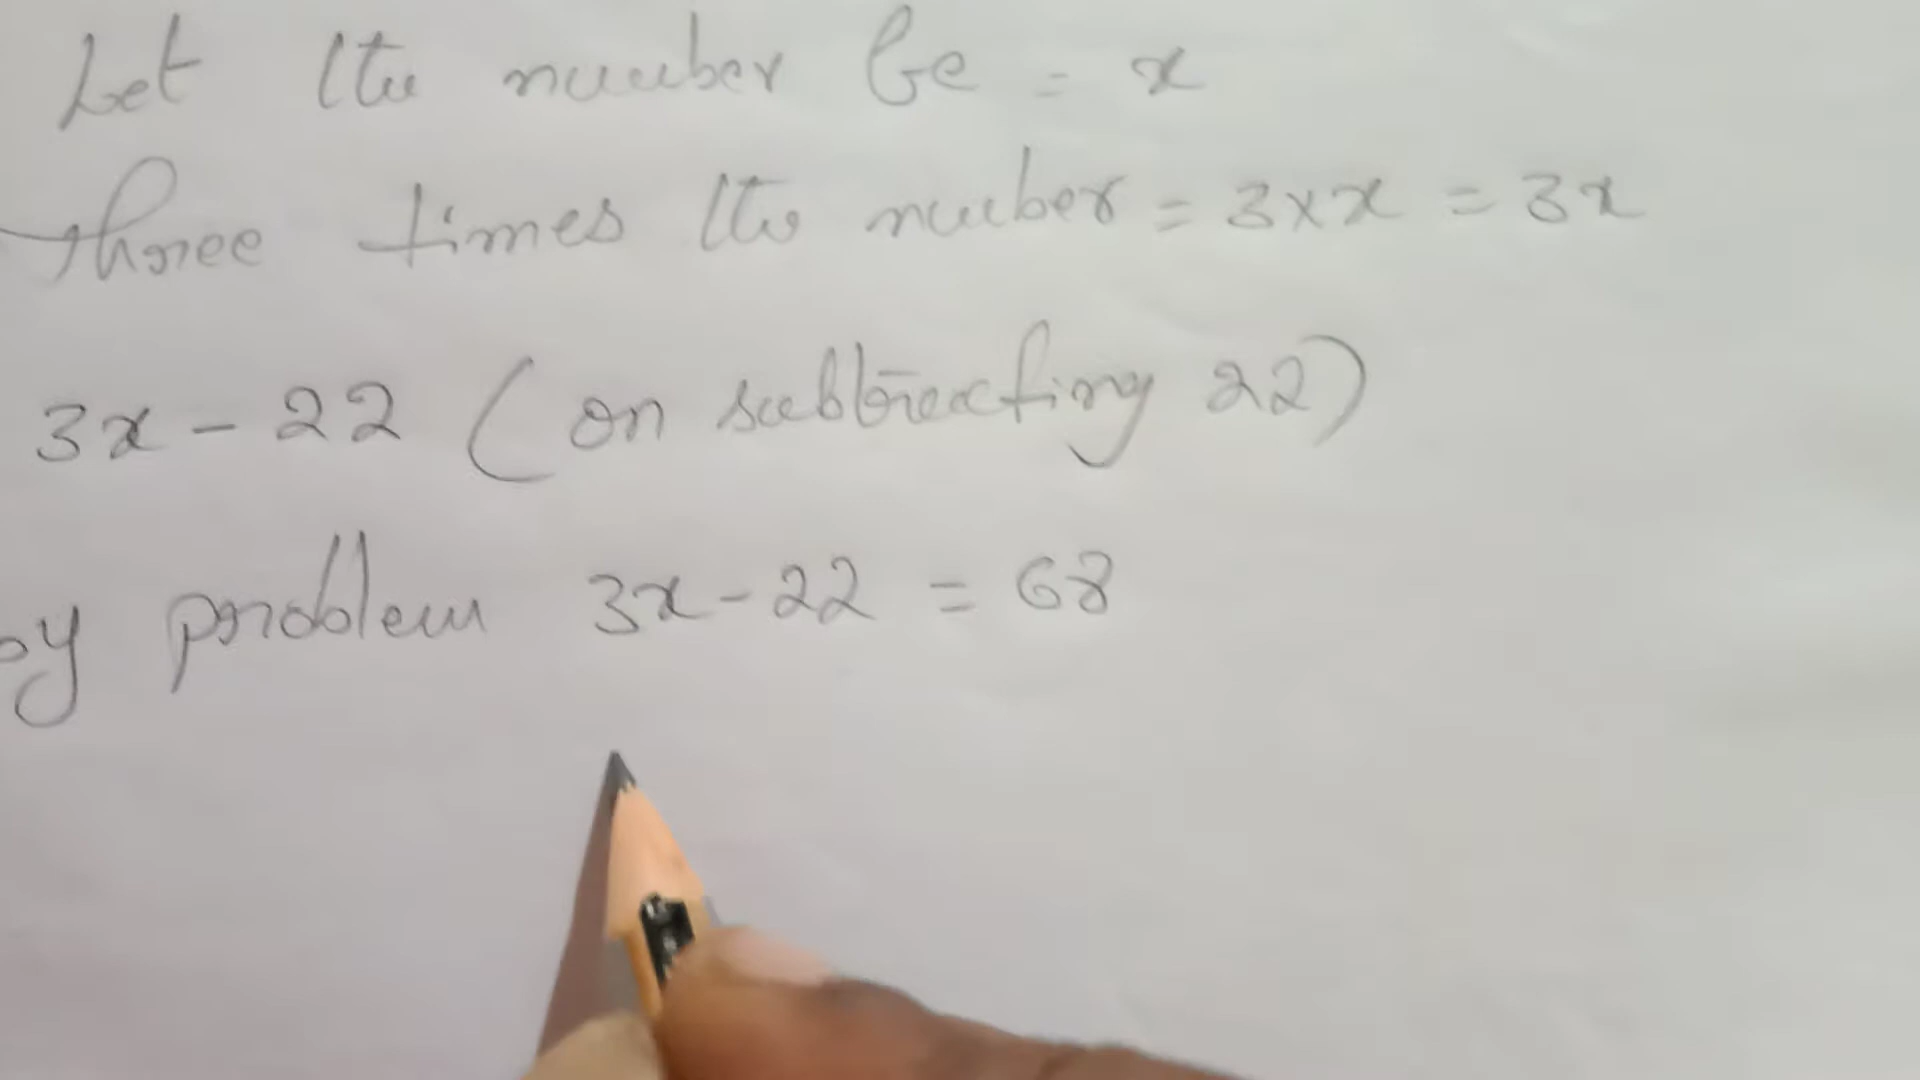 Let the number be = x
three times the number = 3xx = 3x
3x - 22 (on subtracting 22)
by problem 3x - 22 = 68